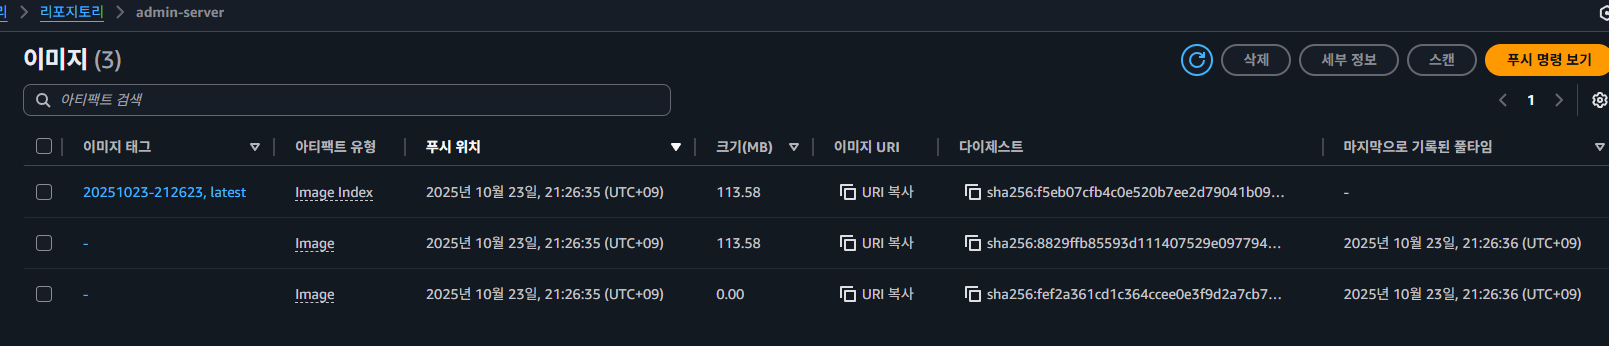 리 > 리포지토리 > admin-server
이미지 (3)
삭제 세부 정보 스캔 푸시 명령 보기
아티팩트 검색
1
이미지 태그 아티팩트 유형 푸시 위치 크기(MB) 이미지 URI 다이제스트 마지막으로 기록된 풀타임
20251023-212623, latest Image Index 2025년 10월 23일, 21:26:35 (UTC+09) 113.58 URI 복사 sha256:f5eb07cfb4c0e520b7ee2d79041b09... -
- Image 2025년 10월 23일, 21:26:35 (UTC+09) 113.58 URI 복사 sha256:8829ffb85593d111407529e097794... 2025년 10월 23일, 21:26:36 (UTC+09)
- Image 2025년 10월 23일, 21:26:35 (UTC+09) 0.00 URI 복사 sha256:fef2a361cd1c364ccee0e3f9d2a7cb7... 2025년 10월 23일, 21:26:36 (UTC+09)